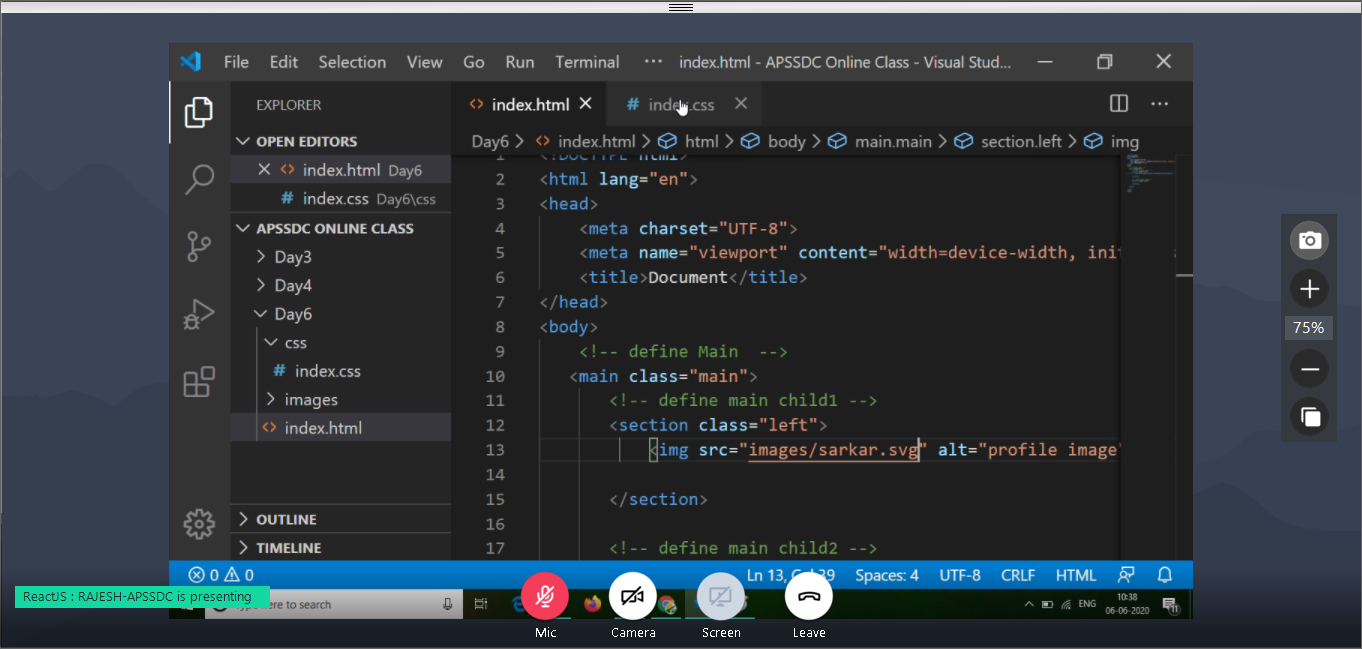 File Edit Selection View Go Run Terminal ··· index.html - APSSDC Online Class - Visual Stud...
EXPLORER
OPEN EDITORS
index.html Day6
# index.css Day6\css
APSSDC ONLINE CLASS
Day3
Day4
Day6
css
# index.css
images
index.html
OUTLINE
TIMELINE
index.html
# index.css
Day6 > index.html > html > body > main.main > section.left > img
1 <!DOCTYPE html>
2 <html lang="en">
3 <head>
4 <meta charset="UTF-8">
5 <meta name="viewport" content="width=device-width, ini
6 <title>Document</title>
7 </head>
8 <body>
9 <!-- define Main -->
10 <main class="main">
11 <!-- define main child1 -->
12 <section class="left">
13 <img src="images/sarkar.svg" alt="profile image"
14
15 </section>
16
17 <!-- define main child2 -->
75%
0 0
Ln 13, Col 39 Spaces: 4 UTF-8 CRLF HTML
ReactJS : RAJESH-APSSDC is presenting
here to search
ENG
10:38
06-06-2020
11
Mic Camera Screen Leave